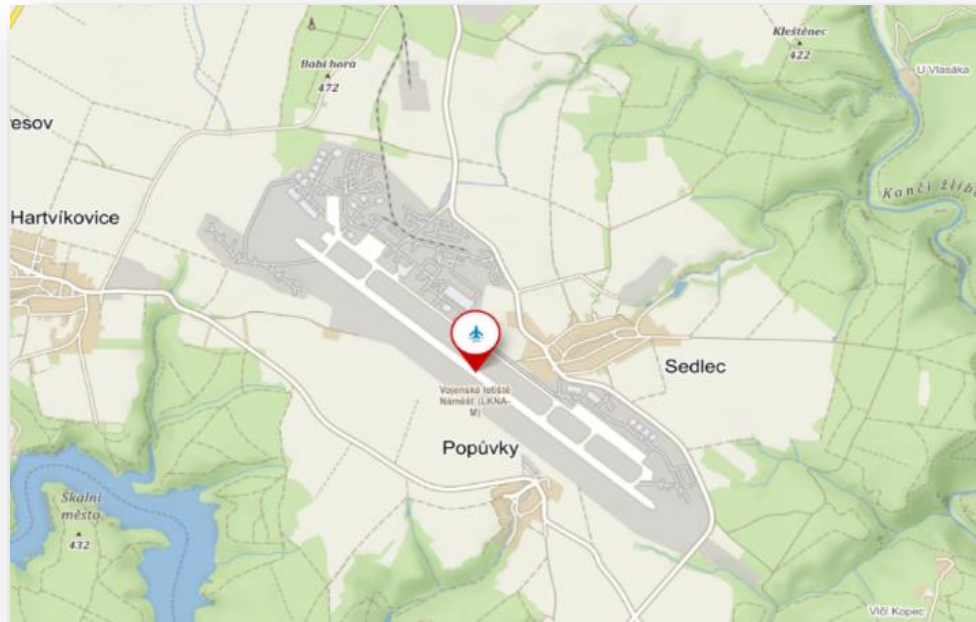 Kleštěnec
422
Babí hora
472
U Vlasáka
esov
Kančí žlíb
Hartvíkovice
Sedlec
Vojenské letiště
Náměšť (LKNA-
M)
Popůvky
Skalní
město
432
Vlčí Kopec